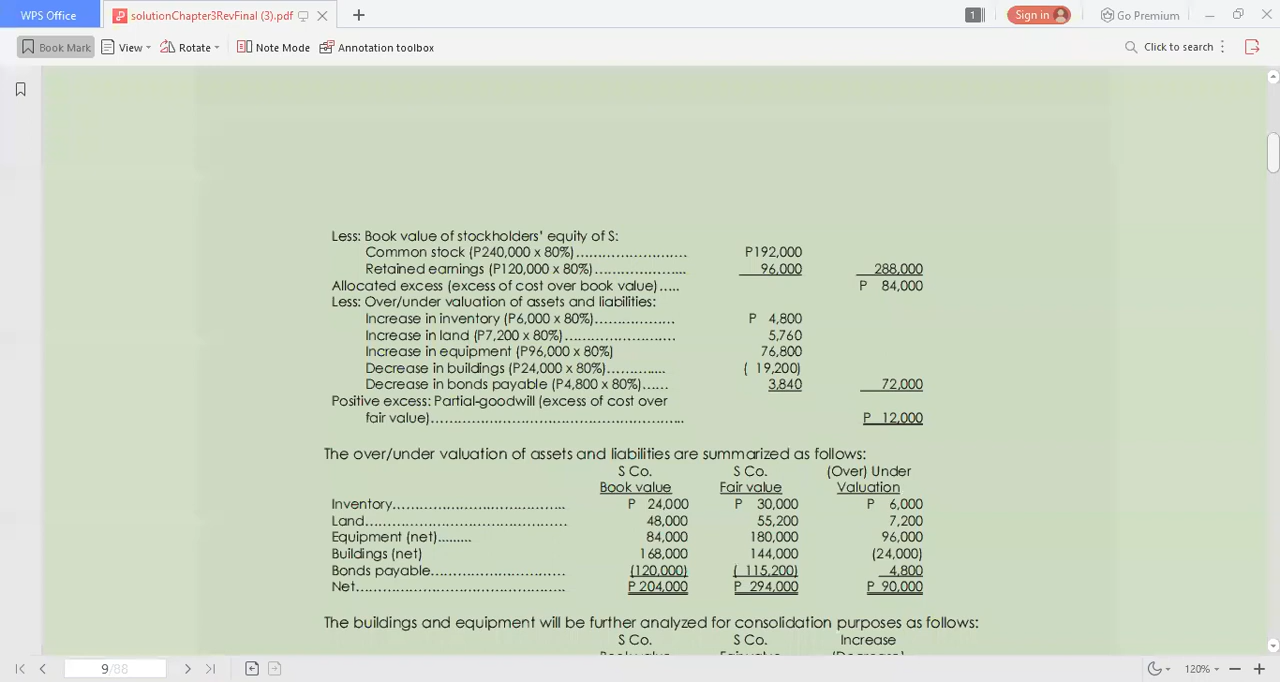 WPS Office
solutionChapter3RevFinal (3).pdf
1
Sign in
Go Premium
Book Mark
View
Rotate
Note Mode
Annotation toolbox
Click to search
Less: Book value of stockholders’ equity of S:
Common stock (P240,000 x 80%)……………………… P192,000
Retained earnings (P120,000 x 80%)………………... 96,000 288,000
Allocated excess (excess of cost over book value)….. P 84,000
Less: Over/under valuation of assets and liabilities:
Increase in inventory (P6,000 x 80%)……………… P 4,800
Increase in land (P7,200 x 80%)……………………… 5,760
Increase in equipment (P96,000 x 80%) 76,800
Decrease in buildings (P24,000 x 80%)……….... ( 19,200)
Decrease in bonds payable (P4,800 x 80%)…… 3,840 72,000
Positive excess: Partial-goodwill (excess of cost over
fair value)………………………………………………... P 12,000
The over/under valuation of assets and liabilities are summarized as follows:
S Co. S Co. (Over) Under
Book value Fair value Valuation
Inventory………………….…………….. P 24,000 P 30,000 P 6,000
Land……………………………………… 48,000 55,200 7,200
Equipment (net)......... 84,000 180,000 96,000
Buildings (net) 168,000 144,000 (24,000)
Bonds payable………………………… (120,000) ( 115,200) 4,800
Net…………………………………….. P 204,000 P 294,000 P 90,000
The buildings and equipment will be further analyzed for consolidation purposes as follows:
S Co. S Co. Increase
Book value Fair value (Decrease)
9/88
120%